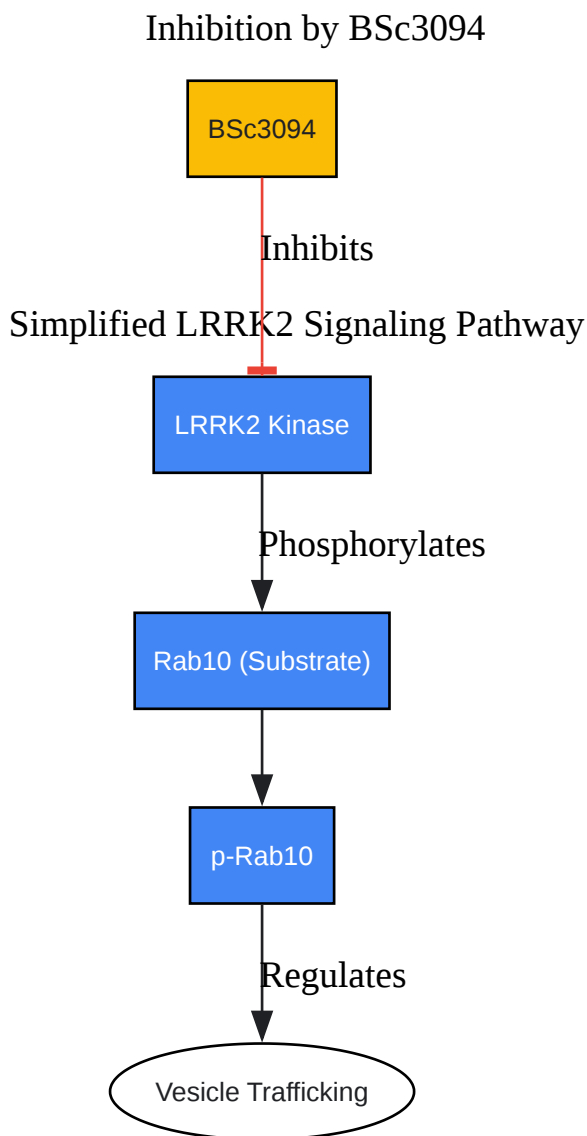 Inhibition by BSc3094
BSc3094
Inhibits
Simplified LRRK2 Signaling Pathway
LRRK2 Kinase
Phosphorylates
Rab10 (Substrate)
p-Rab10
Regulates
Vesicle Trafficking